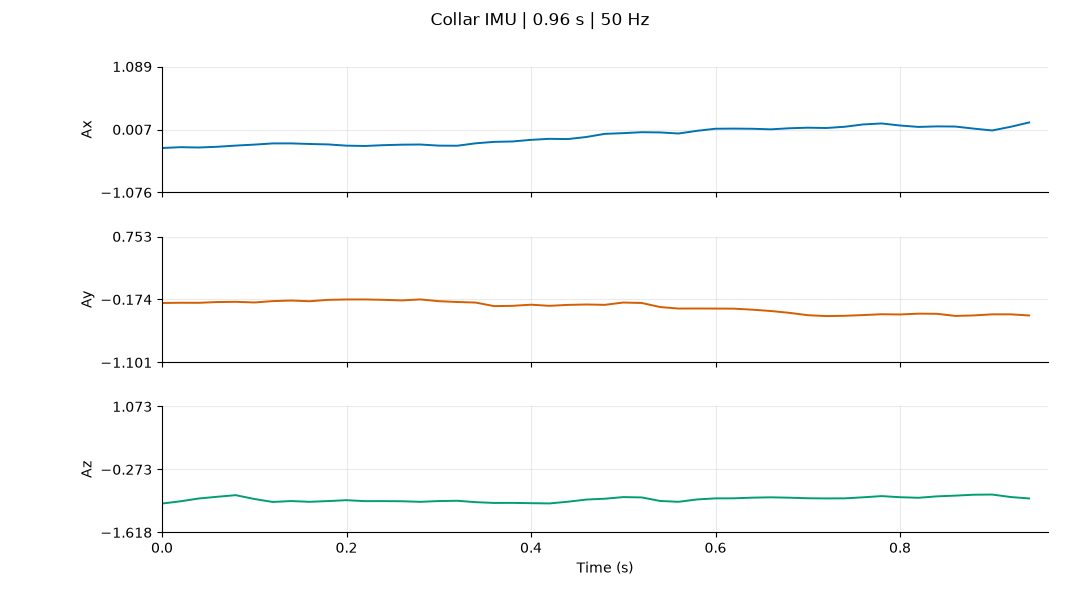 Collar IMU | 0.96 s | 50 Hz
1.089
0.007
−1.076
Ax
0.753
−0.174
−1.101
Ay
1.073
−0.273
−1.618
Az
0.0 0.2 0.4 0.6 0.8
Time (s)